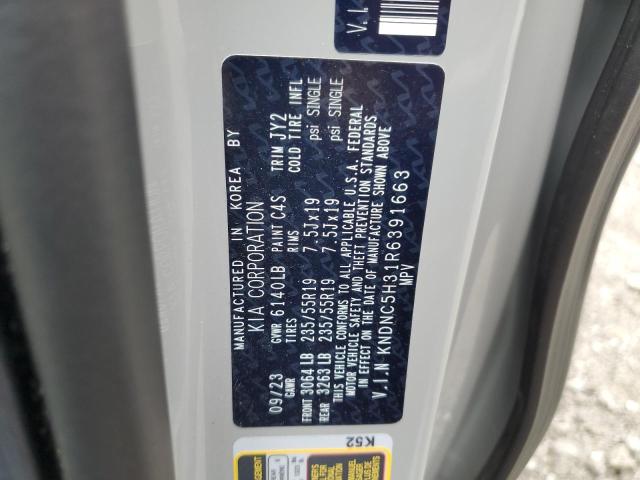 V.I
MANUFACTURED IN KOREA BY
KIA CORPORATION
09/23 GVWR 6140LB PAINT C4S TRIM JY2
GAWR TIRES RIMS COLD TIRE INFL
FRONT 3064 LB 235/55R19 7.5Jx19 psi SINGLE
REAR 3263 LB 235/55R19 7.5Jx19 psi SINGLE
THIS VEHICLE CONFORMS TO ALL APPLICABLE U.S.A. FEDERAL
MOTOR VEHICLE SAFETY AND THEFT PREVENTION STANDARDS
IN EFFECT ON THE DATE OF MANUFACTURE SHOWN ABOVE
V.I.N KNDNC5H31R6391663
MPV
K52